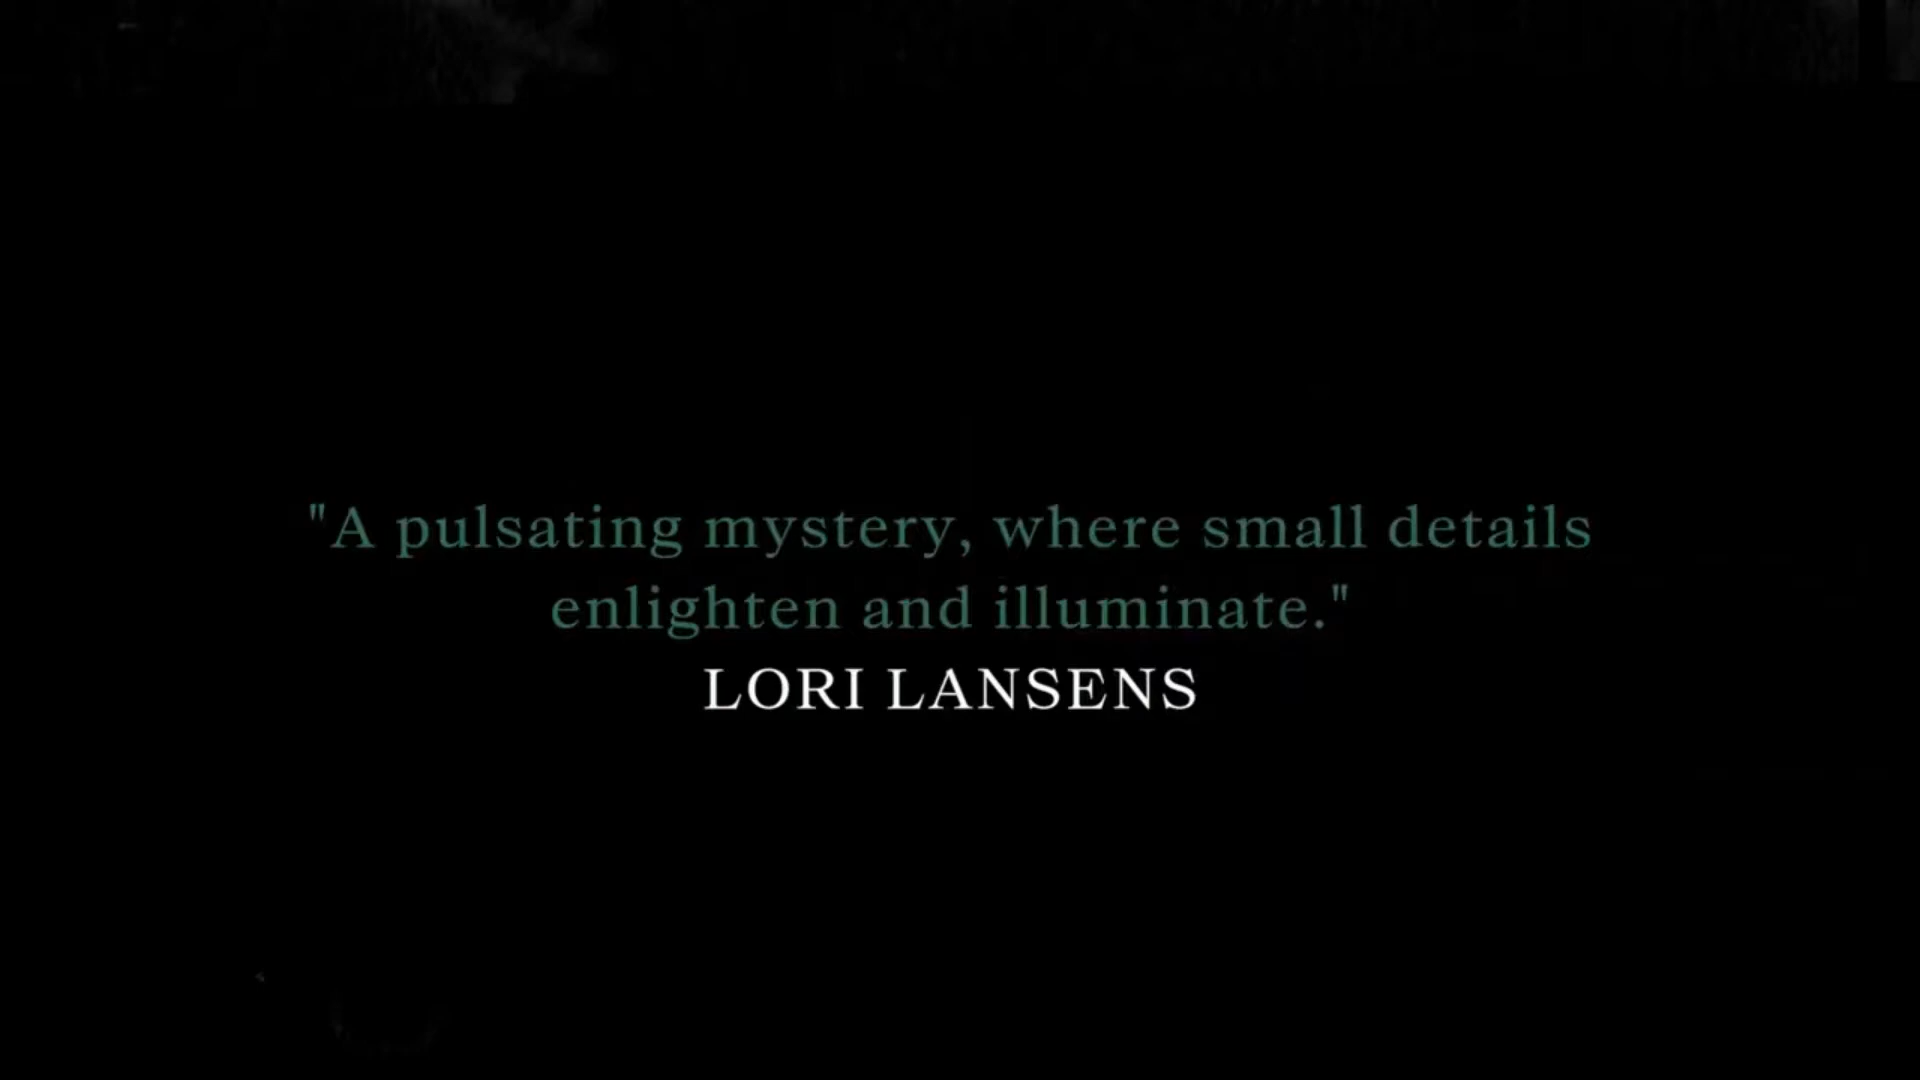 "A pulsating mystery, where small details
enlighten and illuminate."
LORI LANSENS